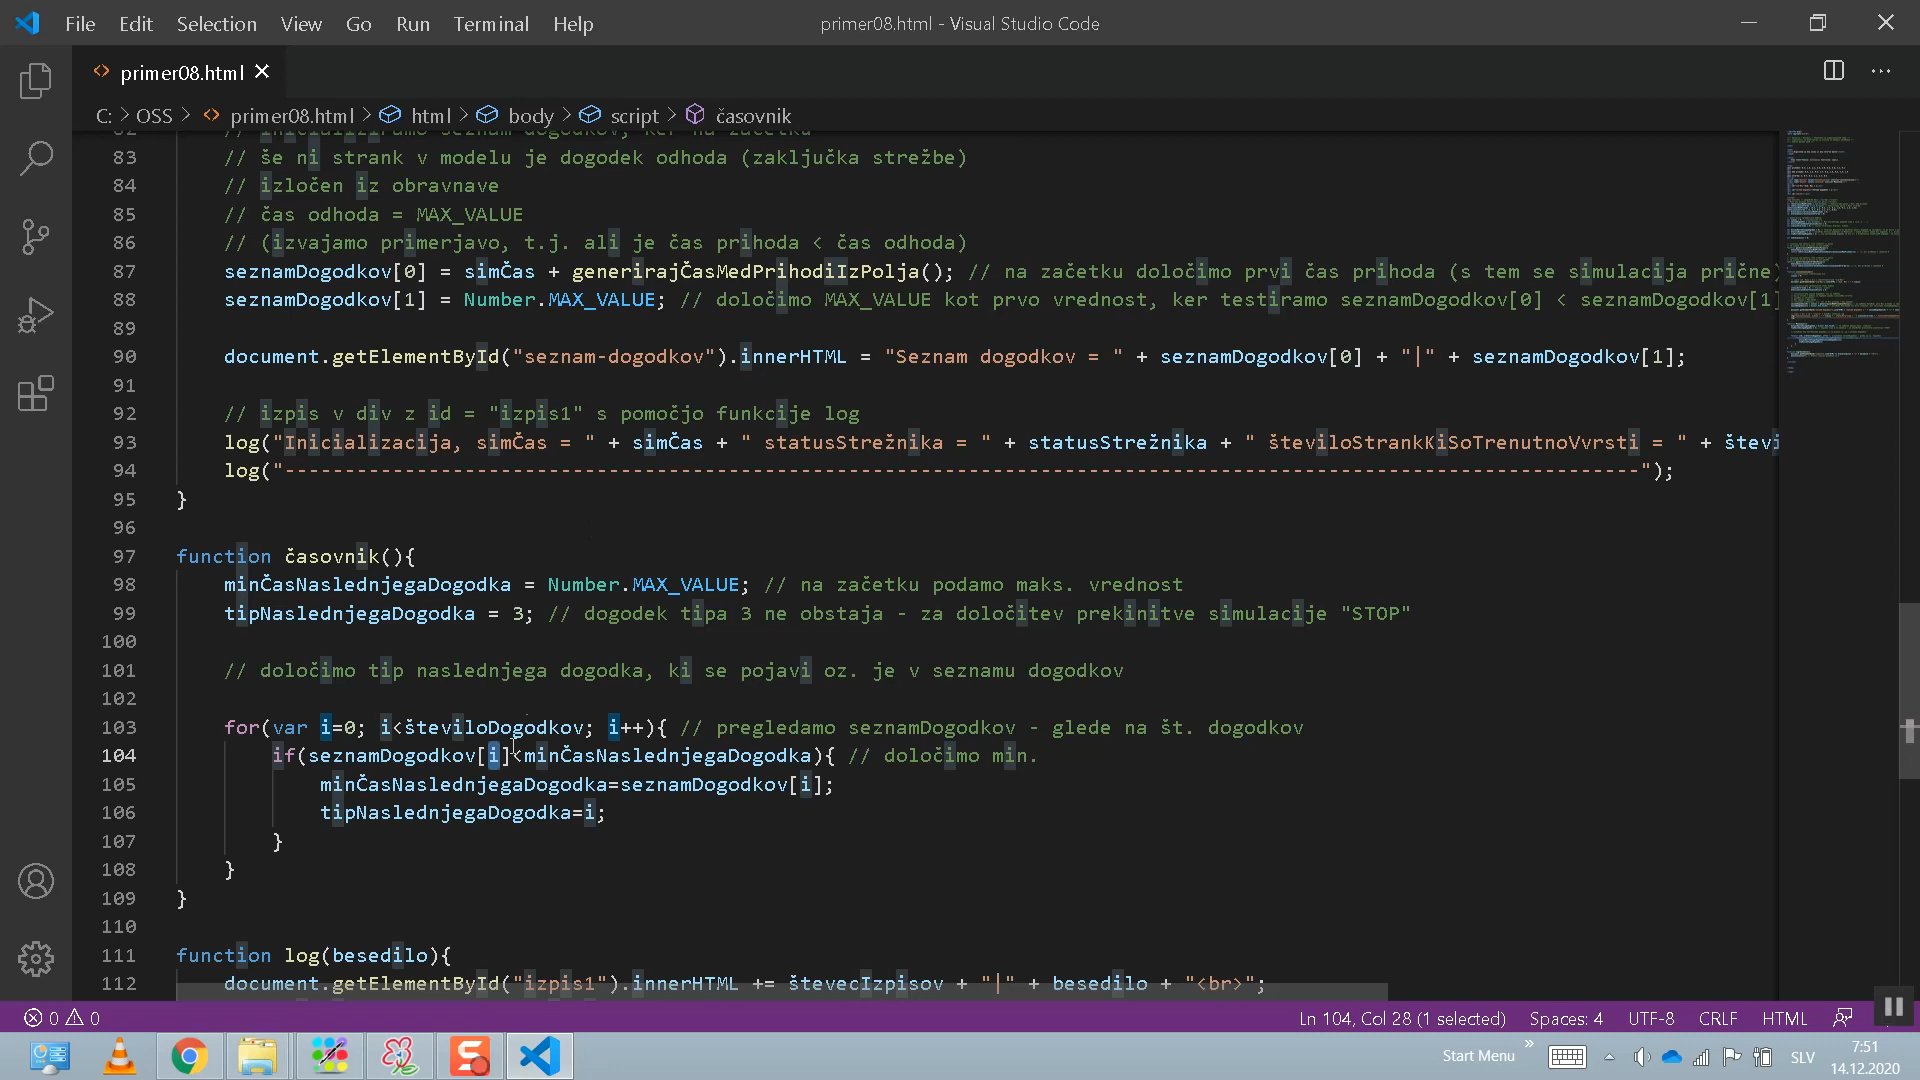 File Edit Selection View Go Run Terminal Help primer08.html - Visual Studio Code
primer08.html
C: > OSS > primer08.html > html > body > script > časovnik
82 // inicializiramo seznam dogodkov, ker na začetku
83 // še ni strank v modelu je dogodek odhoda (zaključka strežbe)
84 // izločen iz obravnave
85 // čas odhoda = MAX_VALUE
86 // (izvajamo primerjavo, t.j. ali je čas prihoda < čas odhoda)
87 seznamDogodkov[0] = simČas + generirajČasMedPrihodiIzPolja(); // na začetku določimo prvi čas prihoda (s tem se simulacija prične)
88 seznamDogodkov[1] = Number.MAX_VALUE; // določimo MAX_VALUE kot prvo vrednost, ker testiramo seznamDogodkov[0] < seznamDogodkov[1]
89
90 document.getElementById("seznam-dogodkov").innerHTML = "Seznam dogodkov = " + seznamDogodkov[0] + "|" + seznamDogodkov[1];
91
92 // izpis v div z id = "izpis1" s pomočjo funkcije log
93 log("Inicializacija, simČas = " + simČas + " statusStrežnika = " + statusStrežnika + " številoStrankKiSoTrenutnoVvrsti = " + števi
94 log("-----------------------------------------------------------------------------------------------------------------");
95 }
96
97 function časovnik(){
98 minČasNaslednjegaDogodka = Number.MAX_VALUE; // na začetku podamo maks. vrednost
99 tipNaslednjegaDogodka = 3; // dogodek tipa 3 ne obstaja - za določitev prekinitve simulacije "STOP"
100
101 // določimo tip naslednjega dogodka, ki se pojavi oz. je v seznamu dogodkov
102
103 for(var i=0; i<številoDogodkov; i++){ // pregledamo seznamDogodkov - glede na št. dogodkov
104 if(seznamDogodkov[i]<minČasNaslednjegaDogodka){ // določimo min.
105 minČasNaslednjegaDogodka=seznamDogodkov[i];
106 tipNaslednjegaDogodka=i;
107 }
108 }
109 }
110
111 function log(besedilo){
112 document.getElementById("izpis1").innerHTML += števecIzpisov + "|" + besedilo + "<br>";
0 0 Ln 104, Col 28 (1 selected) Spaces: 4 UTF-8 CRLF HTML
Start Menu » SLV 7:51
14.12.2020